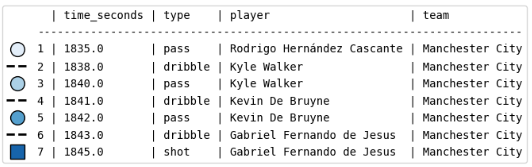 | time_seconds | type | player | team
--------------------------------------------------------------------------------
1 | 1835.0 | pass | Rodrigo Hernández Cascante | Manchester City
2 | 1838.0 | dribble | Kyle Walker | Manchester City
3 | 1840.0 | pass | Kyle Walker | Manchester City
4 | 1841.0 | dribble | Kevin De Bruyne | Manchester City
5 | 1842.0 | pass | Kevin De Bruyne | Manchester City
6 | 1843.0 | dribble | Gabriel Fernando de Jesus | Manchester City
7 | 1845.0 | shot | Gabriel Fernando de Jesus | Manchester City